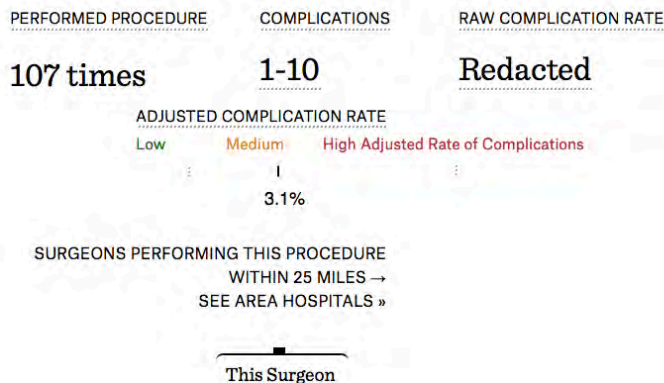 PERFORMED PROCEDURE COMPLICATIONS RAW COMPLICATION RATE
107 times 1-10 Redacted
ADJUSTED COMPLICATION RATE
Low Medium High Adjusted Rate of Complications
3.1%
SURGEONS PERFORMING THIS PROCEDURE
WITHIN 25 MILES →
SEE AREA HOSPITALS »
This Surgeon